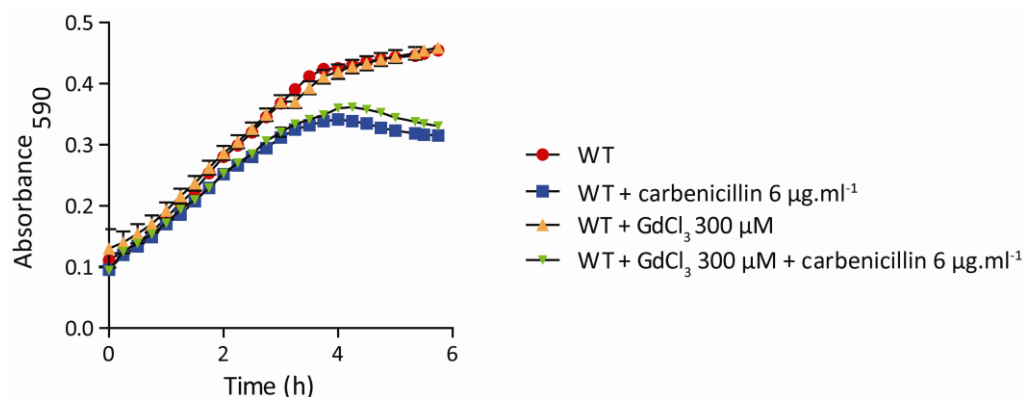 0.5
0.4
0.3
0.2
0.1
0.0
Absorbance 590
0 2 4 6
Time (h)
WT
WT + carbenicillin 6 µg.ml⁻¹
WT + GdCl₃ 300 µM
WT + GdCl₃ 300 µM + carbenicillin 6 µg.ml⁻¹